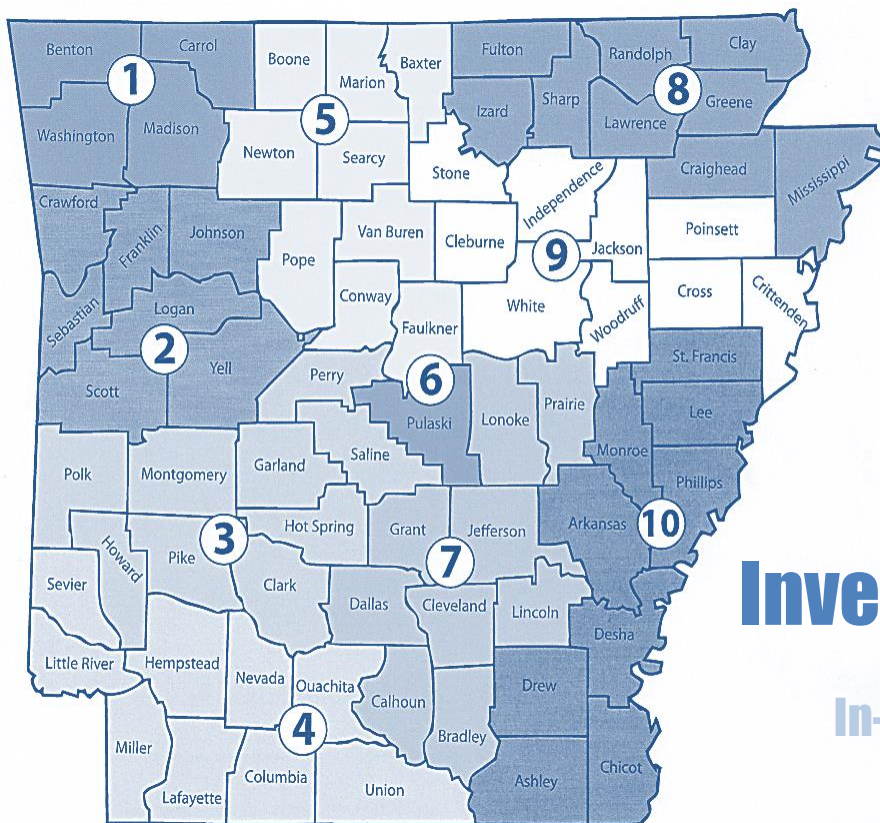 Benton
Carrol
Boone
Marion
Baxter
Fulton
Randolph
Clay
1
8
Izard
Sharp
Greene
Washington
Madison
5
Lawrence
Newton
Searcy
Stone
Craighead
Mississippi
Crawford
Franklin
Johnson
Independence
Pope
Van Buren
Cleburne
9
Jackson
Poinsett
Sebastian
Logan
Conway
White
Woodruff
Cross
Crittenden
Faulkner
2
Scott
Yell
Perry
6
St. Francis
Pulaski
Lonoke
Prairie
Lee
Polk
Montgomery
Garland
Saline
Monroe
Phillips
Howard
Pike
3
Hot Spring
Grant
Jefferson
Arkansas
10
7
Sevier
Clark
Dallas
Cleveland
Lincoln
Inve
Desha
Little River
Hempstead
Nevada
Ouachita
Calhoun
Drew
4
Bradley
In-
Miller
Lafayette
Columbia
Union
Ashley
Chicot